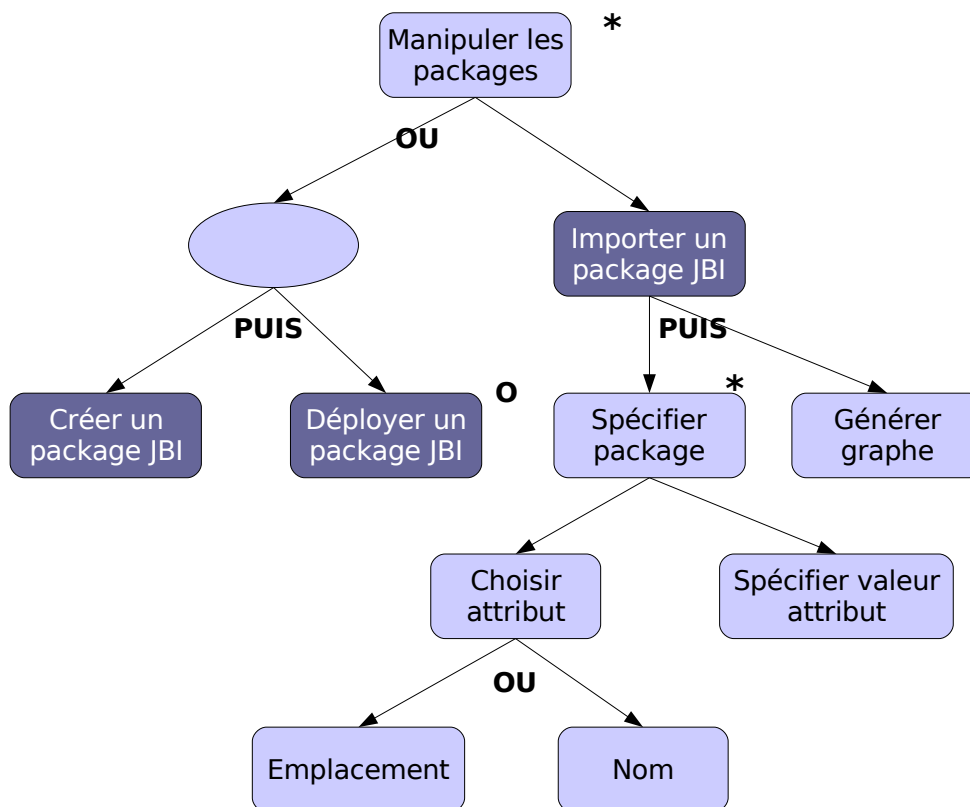 Manipuler les
packages
*
OU
Importer un
package JBI
PUIS
PUIS
Créer un
package JBI
Déployer un
package JBI
O
Spécifier
package
*
Générer
graphe
Choisir
attribut
Spécifier valeur
attribut
OU
Emplacement
Nom